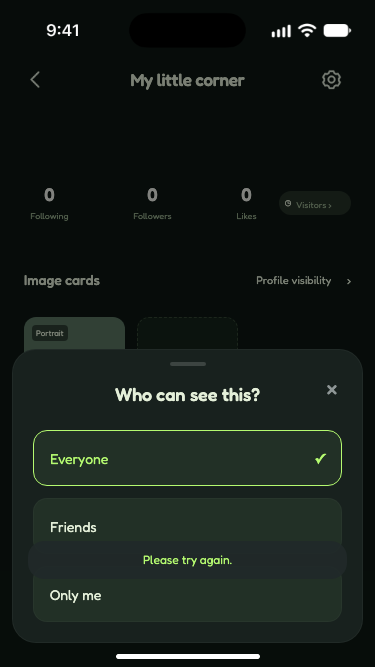 9:41
My little corner
0
Following
0
Followers
0
Likes
Visitors ›
Image cards
Profile visibility ›
Portrait
Who can see this?
Everyone
Friends
Please try again.
Only me